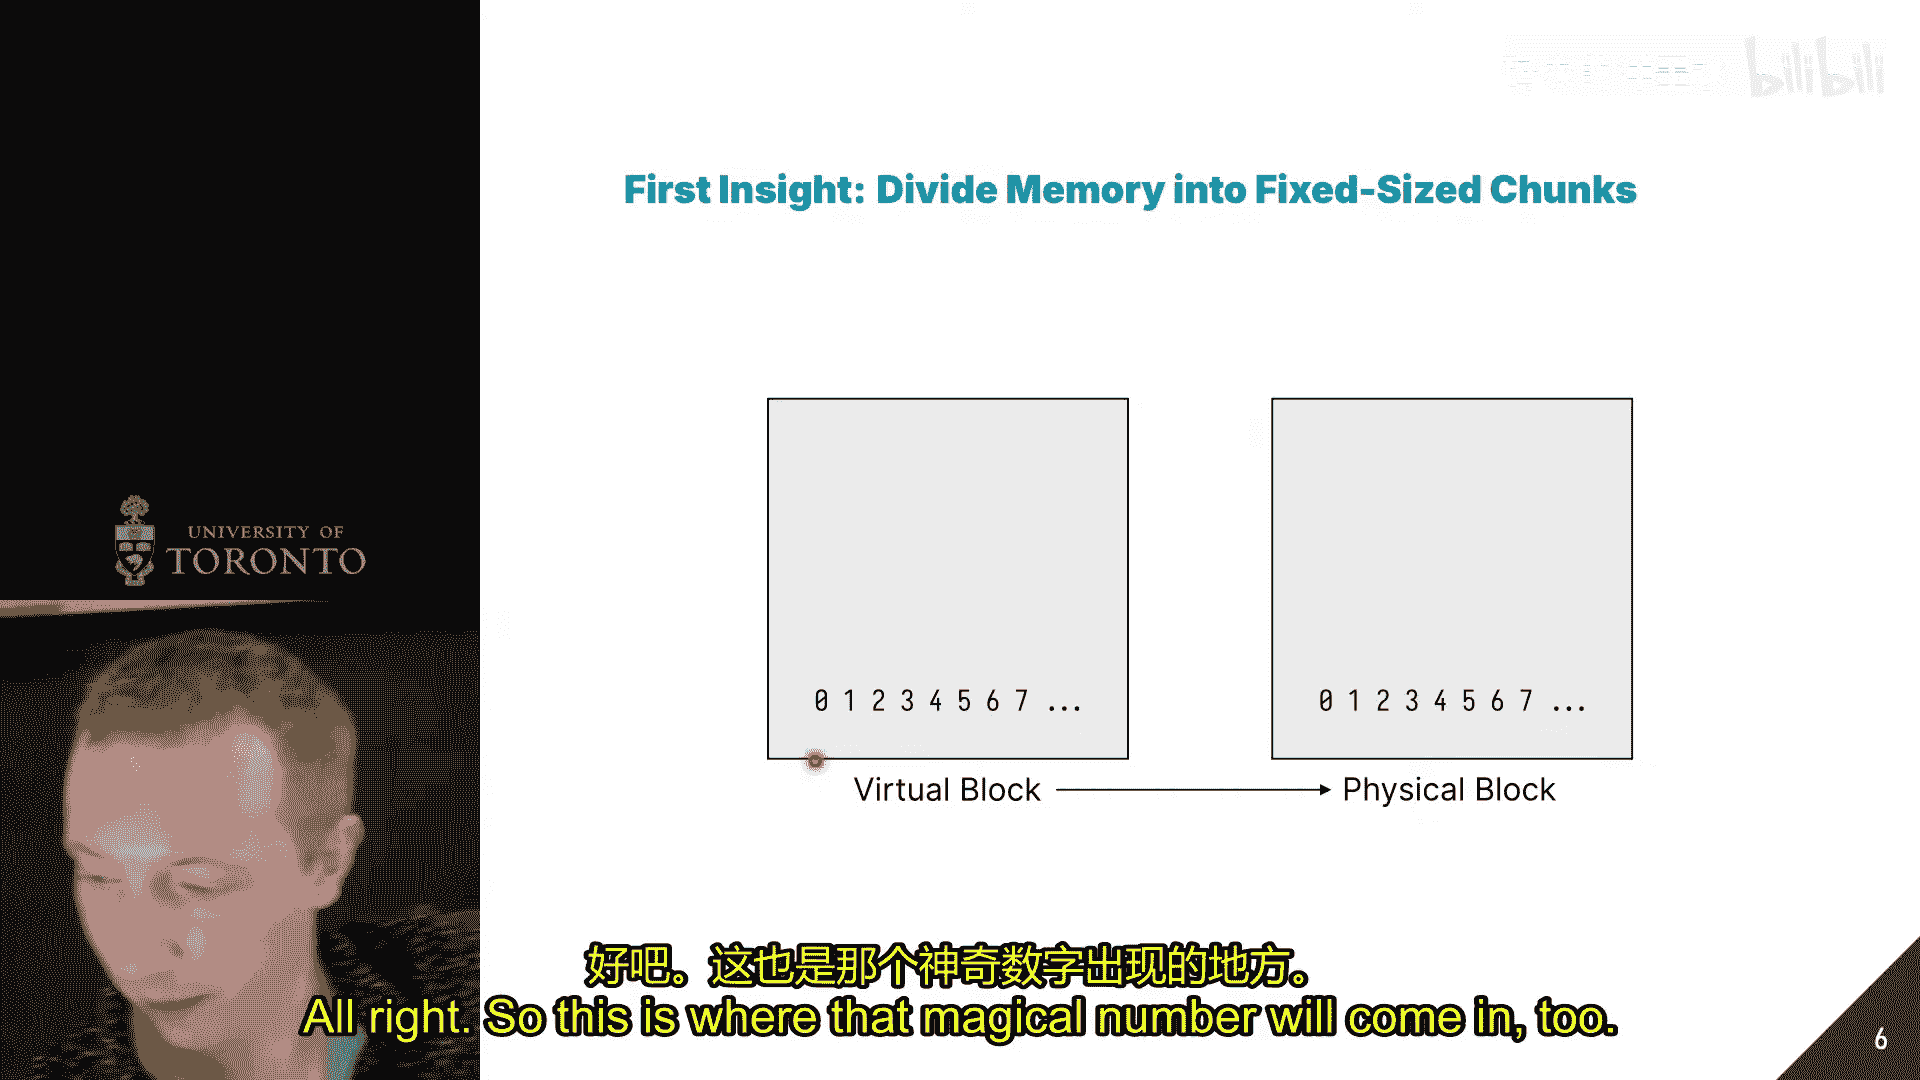 bilibili
First Insight: Divide Memory into Fixed-Sized Chunks
UNIVERSITY OF
TORONTO
0 1 2 3 4 5 6 7 ...
0 1 2 3 4 5 6 7 ...
Virtual Block
Physical Block
好吧。这也是那个神奇数字出现的地方。
All right. So this is where that magical number will come in, too.
6